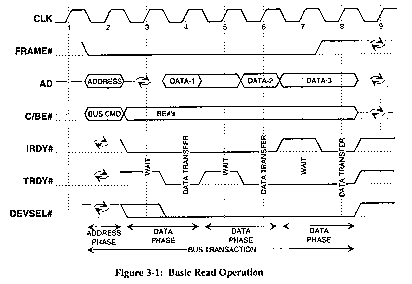 CLK
1 2 3 4 5 6 7 8 9
FRAME#
AD ADDRESS DATA-1 DATA-2 DATA-3
C/BE# BUS CMD BE#'s
IRDY#
WAIT DATA TRANSFER WAIT DATA TRANSFER WAIT DATA TRANSFER
TRDY#
DEVSEL#
ADDRESS PHASE DATA PHASE DATA PHASE DATA PHASE
BUS TRANSACTION
Figure 3-1: Basic Read Operation